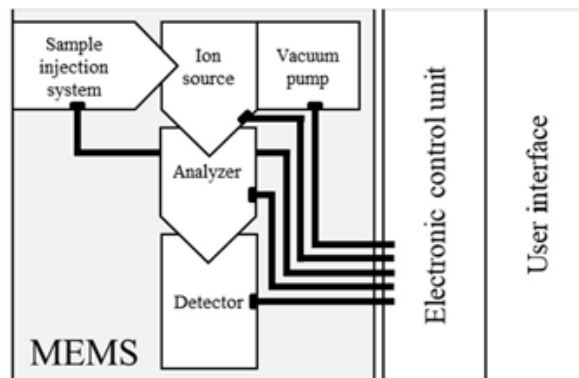 Sample
injection
system
Ion
source
Vacuum
pump
Analyzer
Detector
MEMS
Electronic control unit
User interface